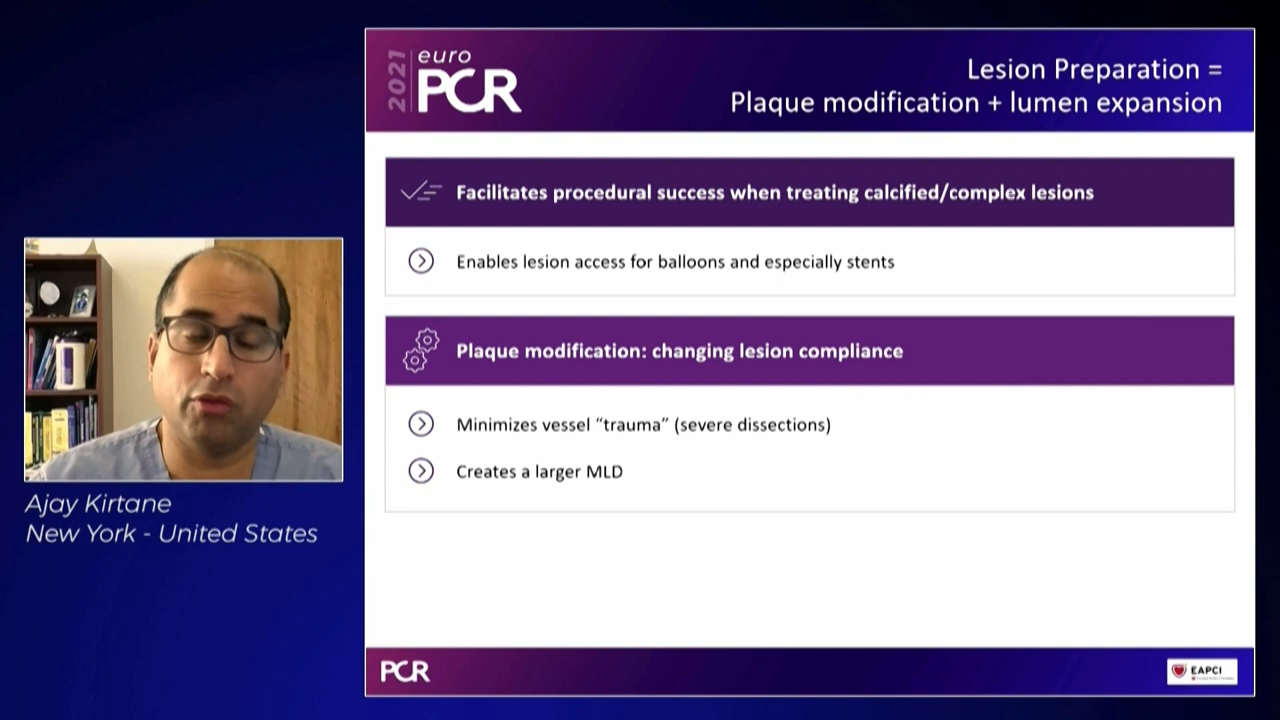 2021
euro
PCR
Lesion Preparation =
Plaque modification + lumen expansion
Facilitates procedural success when treating calcified/complex lesions
Enables lesion access for balloons and especially stents
Plaque modification: changing lesion compliance
Minimizes vessel “trauma” (severe dissections)
Creates a larger MLD
Ajay Kirtane
New York - United States
PCR
EAPCI